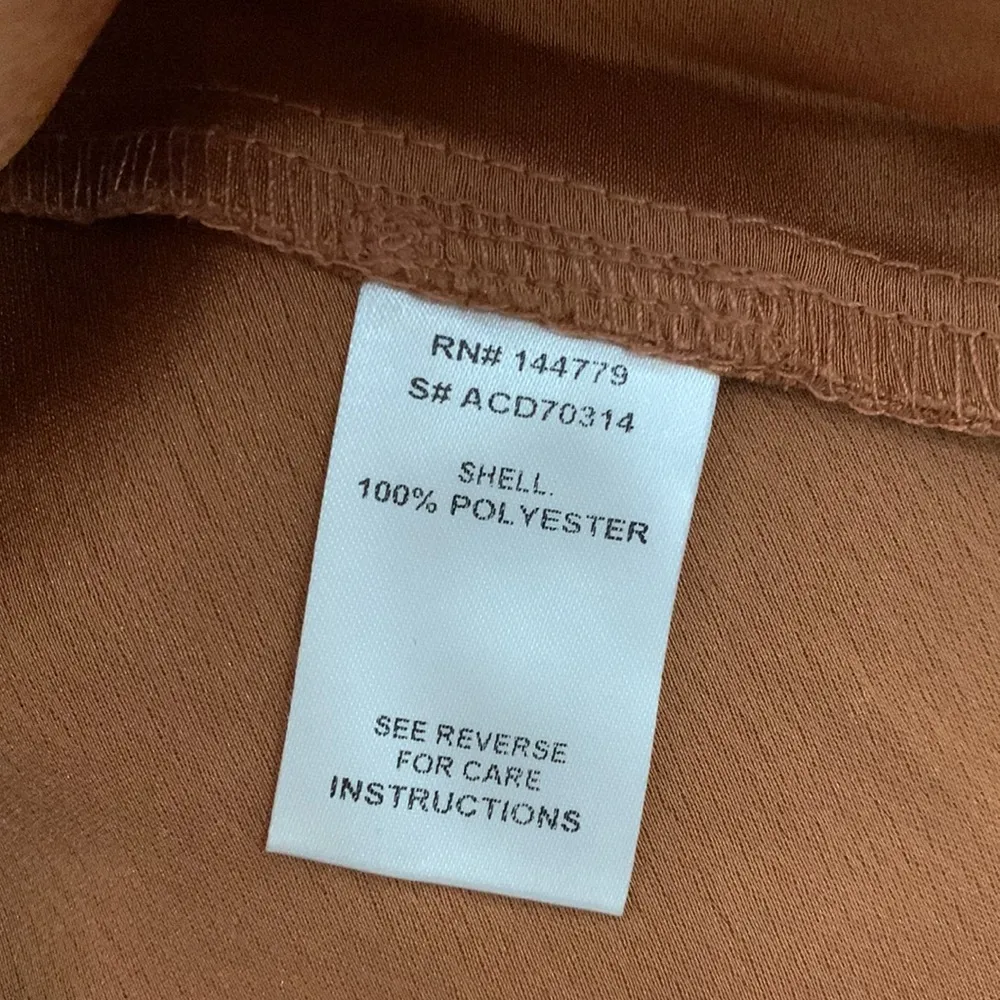 RN# 144779
S# ACD70314
SHELL.
100% POLYESTER
SEE REVERSE
FOR CARE
INSTRUCTIONS